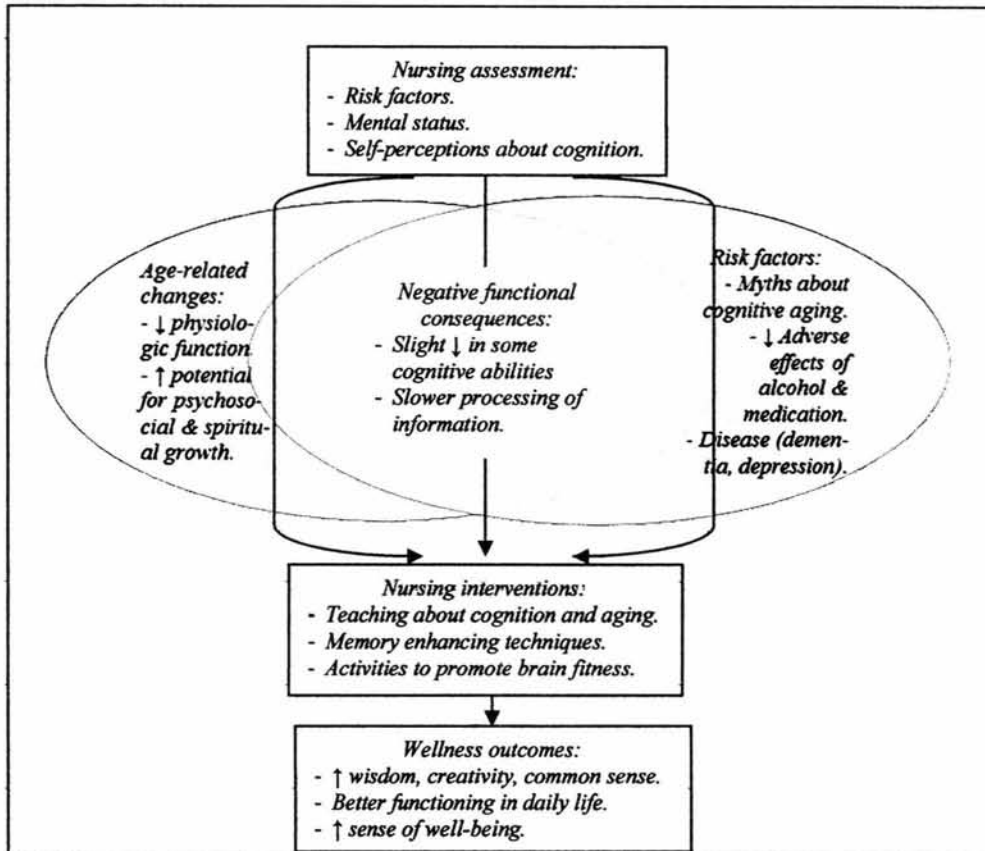 Nursing assessment:
- Risk factors.
- Mental status.
- Self-perceptions about cognition.
Age-related
changes:
- ↓ physiolo-
gic function
- ↑ potential
for psychoso-
cial & spiritu-
al growth.
Negative functional
consequences:
- Slight ↓ in some
cognitive abilities
- Slower processing of
information.
Risk factors:
- Myths about
cognitive aging.
- ↓ Adverse
effects of
alcohol &
medication.
- Disease (demen-
tia, depression).
Nursing interventions:
- Teaching about cognition and aging.
- Memory enhancing techniques.
- Activities to promote brain fitness.
Wellness outcomes:
- ↑ wisdom, creativity, common sense.
- Better functioning in daily life.
- ↑ sense of well-being.